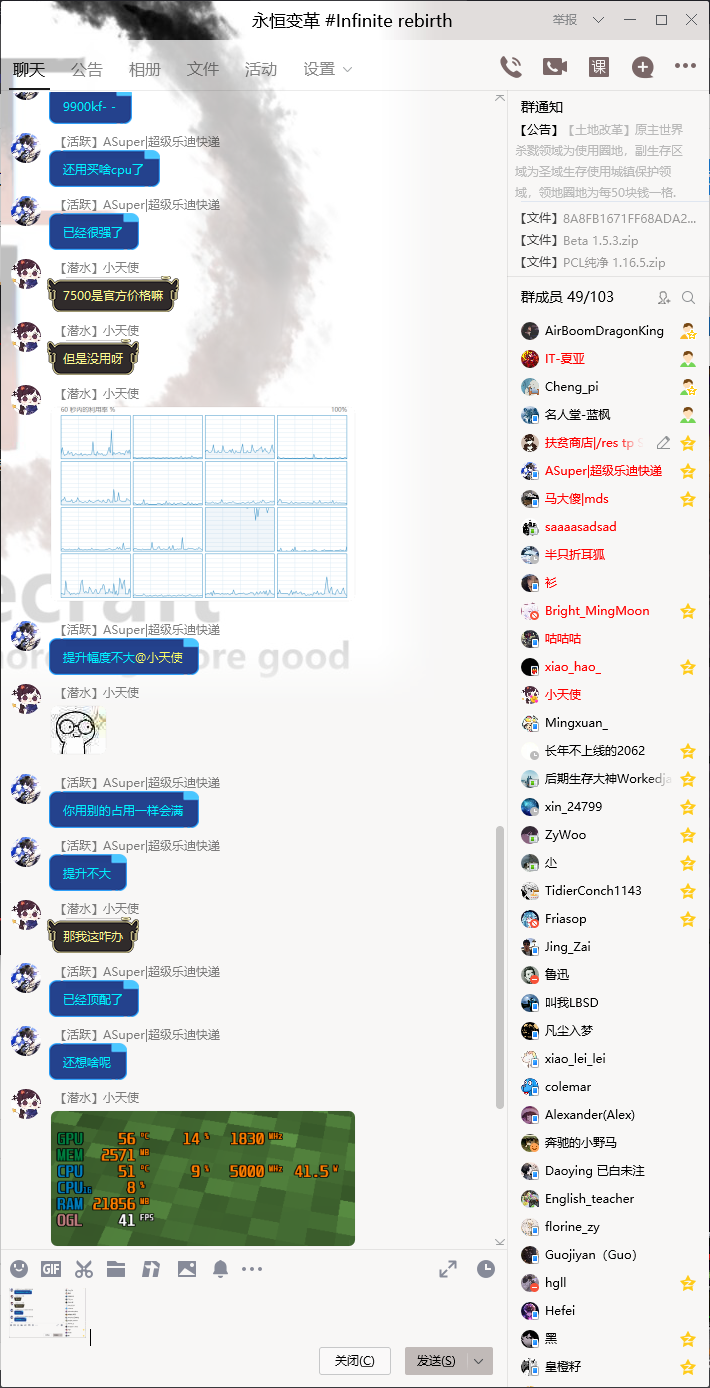 永恒变革 #Infinite rebirth
举报
聊天 公告 相册 文件 活动 设置
课
9900kf- -
【活跃】ASuper|超级乐迪快递
还用买啥cpu了
【活跃】ASuper|超级乐迪快递
已经很强了
【潜水】小天使
7500是官方价格嘛
【潜水】小天使
但是没用呀
【潜水】小天使
60 秒内的利用率 % 100%
【活跃】ASuper|超级乐迪快递
提升幅度不大@小天使
【潜水】小天使
【活跃】ASuper|超级乐迪快递
你用别的占用一样会满
【活跃】ASuper|超级乐迪快递
提升不大
【潜水】小天使
那我这咋办
【活跃】ASuper|超级乐迪快递
已经顶配了
【活跃】ASuper|超级乐迪快递
还想啥呢
【潜水】小天使
GPU 56 °C 14 % 1830 MHz
MEM 2571 MB
CPU 51 °C 9 % 5000 MHz 41.5 W
CPU16 8 %
RAM 21856 MB
OGL 41 FPS
GIF
关闭(C) 发送(S)
群通知
【公告】【土地改革】原主世界
杀戮领域为使用圈地，副生存区
域为圣域生存使用城镇保护领
域，领地圈地为每50块钱一格.
【文件】8A8FB1671FF68ADA2...
【文件】Beta 1.5.3.zip
【文件】PCL纯净 1.16.5.zip
群成员 49/103
AirBoomDragonKing
IT-夏亚
Cheng_pi
名人堂-蓝枫
扶贫商店|/res tp S
ASuper|超级乐迪快递
马大傻|mds
saaaasadsad
半只折耳狐
衫
Bright_MingMoon
咕咕咕
xiao_hao_
小天使
Mingxuan_
长年不上线的2062
后期生存大神Workedja
xin_24799
ZyWoo
尐
TidierConch1143
Friasop
Jing_Zai
鲁迅
叫我LBSD
凡尘入梦
xiao_lei_lei
colemar
Alexander(Alex)
奔驰的小野马
Daoying 已白未注
English_teacher
florine_zy
Guojiyan（Guo）
hgll
Hefei
黑
皇橙籽